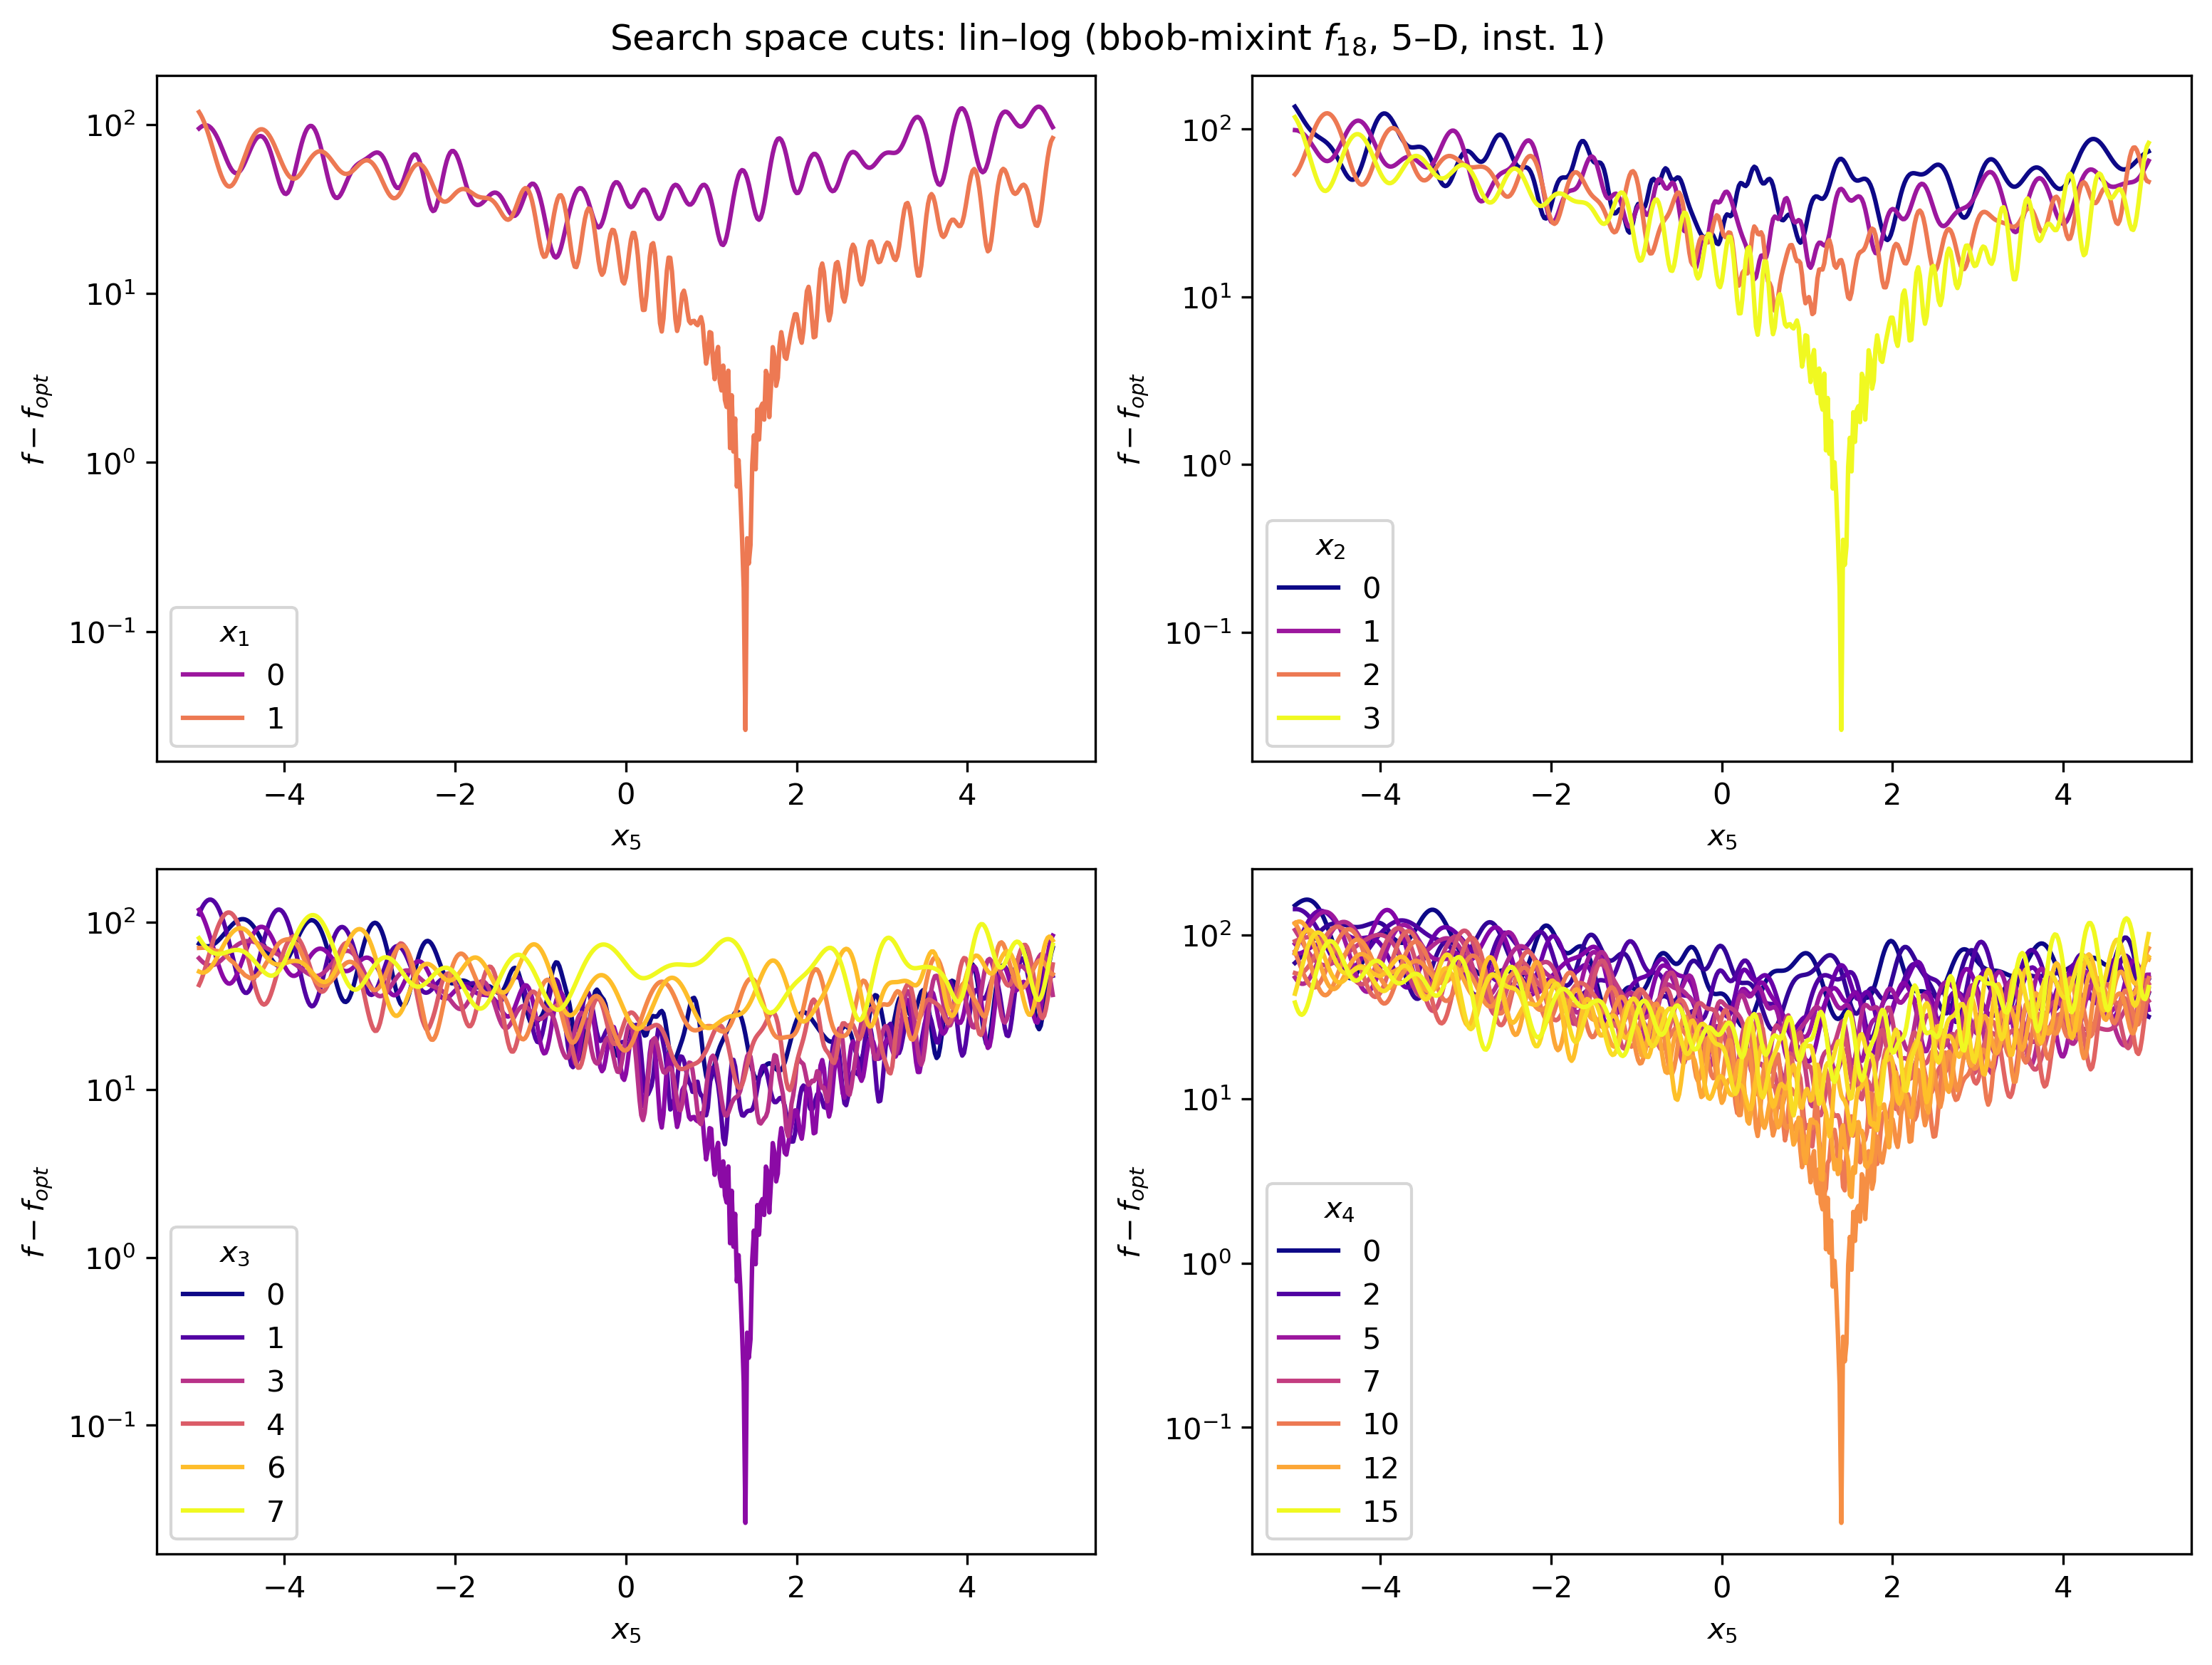 Search space cuts: lin–log (bbob-mixint f18, 5–D, inst. 1)
10^2
10^1
10^0
10^−1
f − fopt
x1
0
1
−4 −2 0 2 4
x5
10^2
10^1
10^0
10^−1
f − fopt
x2
0
1
2
3
−4 −2 0 2 4
x5
10^2
10^1
10^0
10^−1
f − fopt
x3
0
1
3
4
6
7
−4 −2 0 2 4
x5
10^2
10^1
10^0
10^−1
f − fopt
x4
0
2
5
7
10
12
15
−4 −2 0 2 4
x5